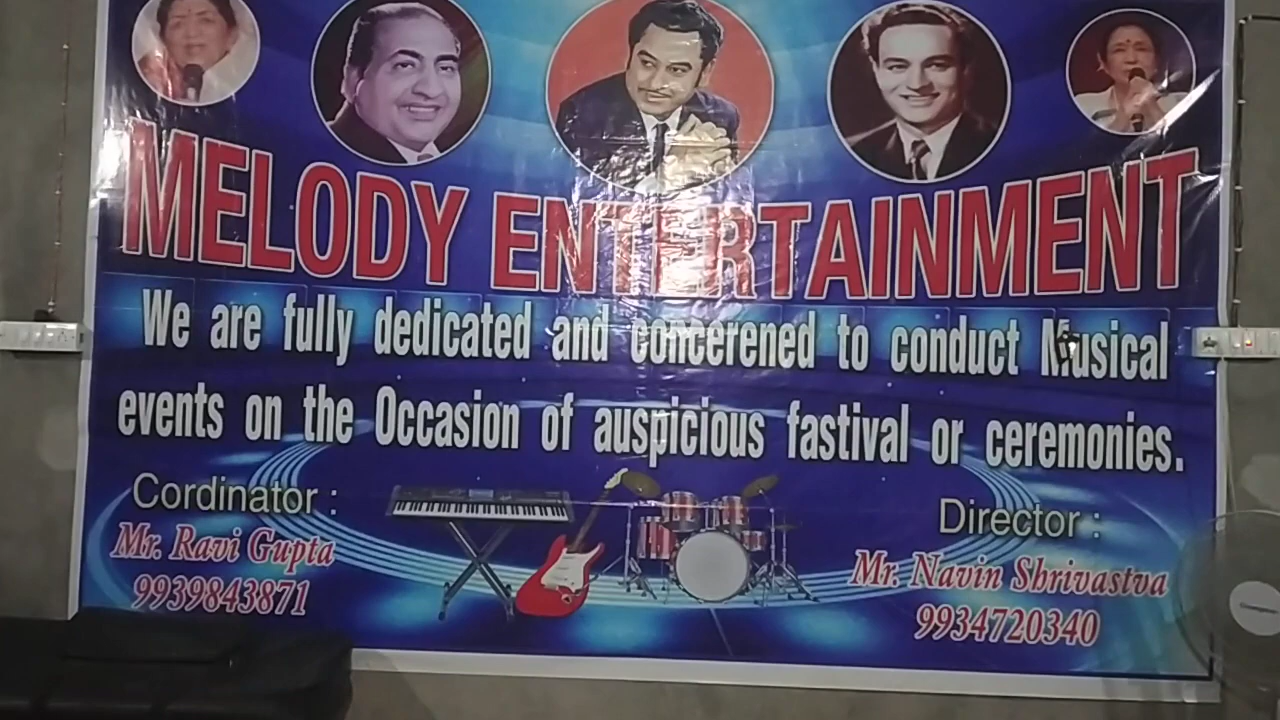 MELODY ENTERTAINMENT
We are fully dedicated and concerened to conduct Musical
events on the Occasion of auspicious fastival or ceremonies.
Cordinator :
Mr. Ravi Gupta
9939843871
Director :
Mr. Navin Shrivastva
9934720340